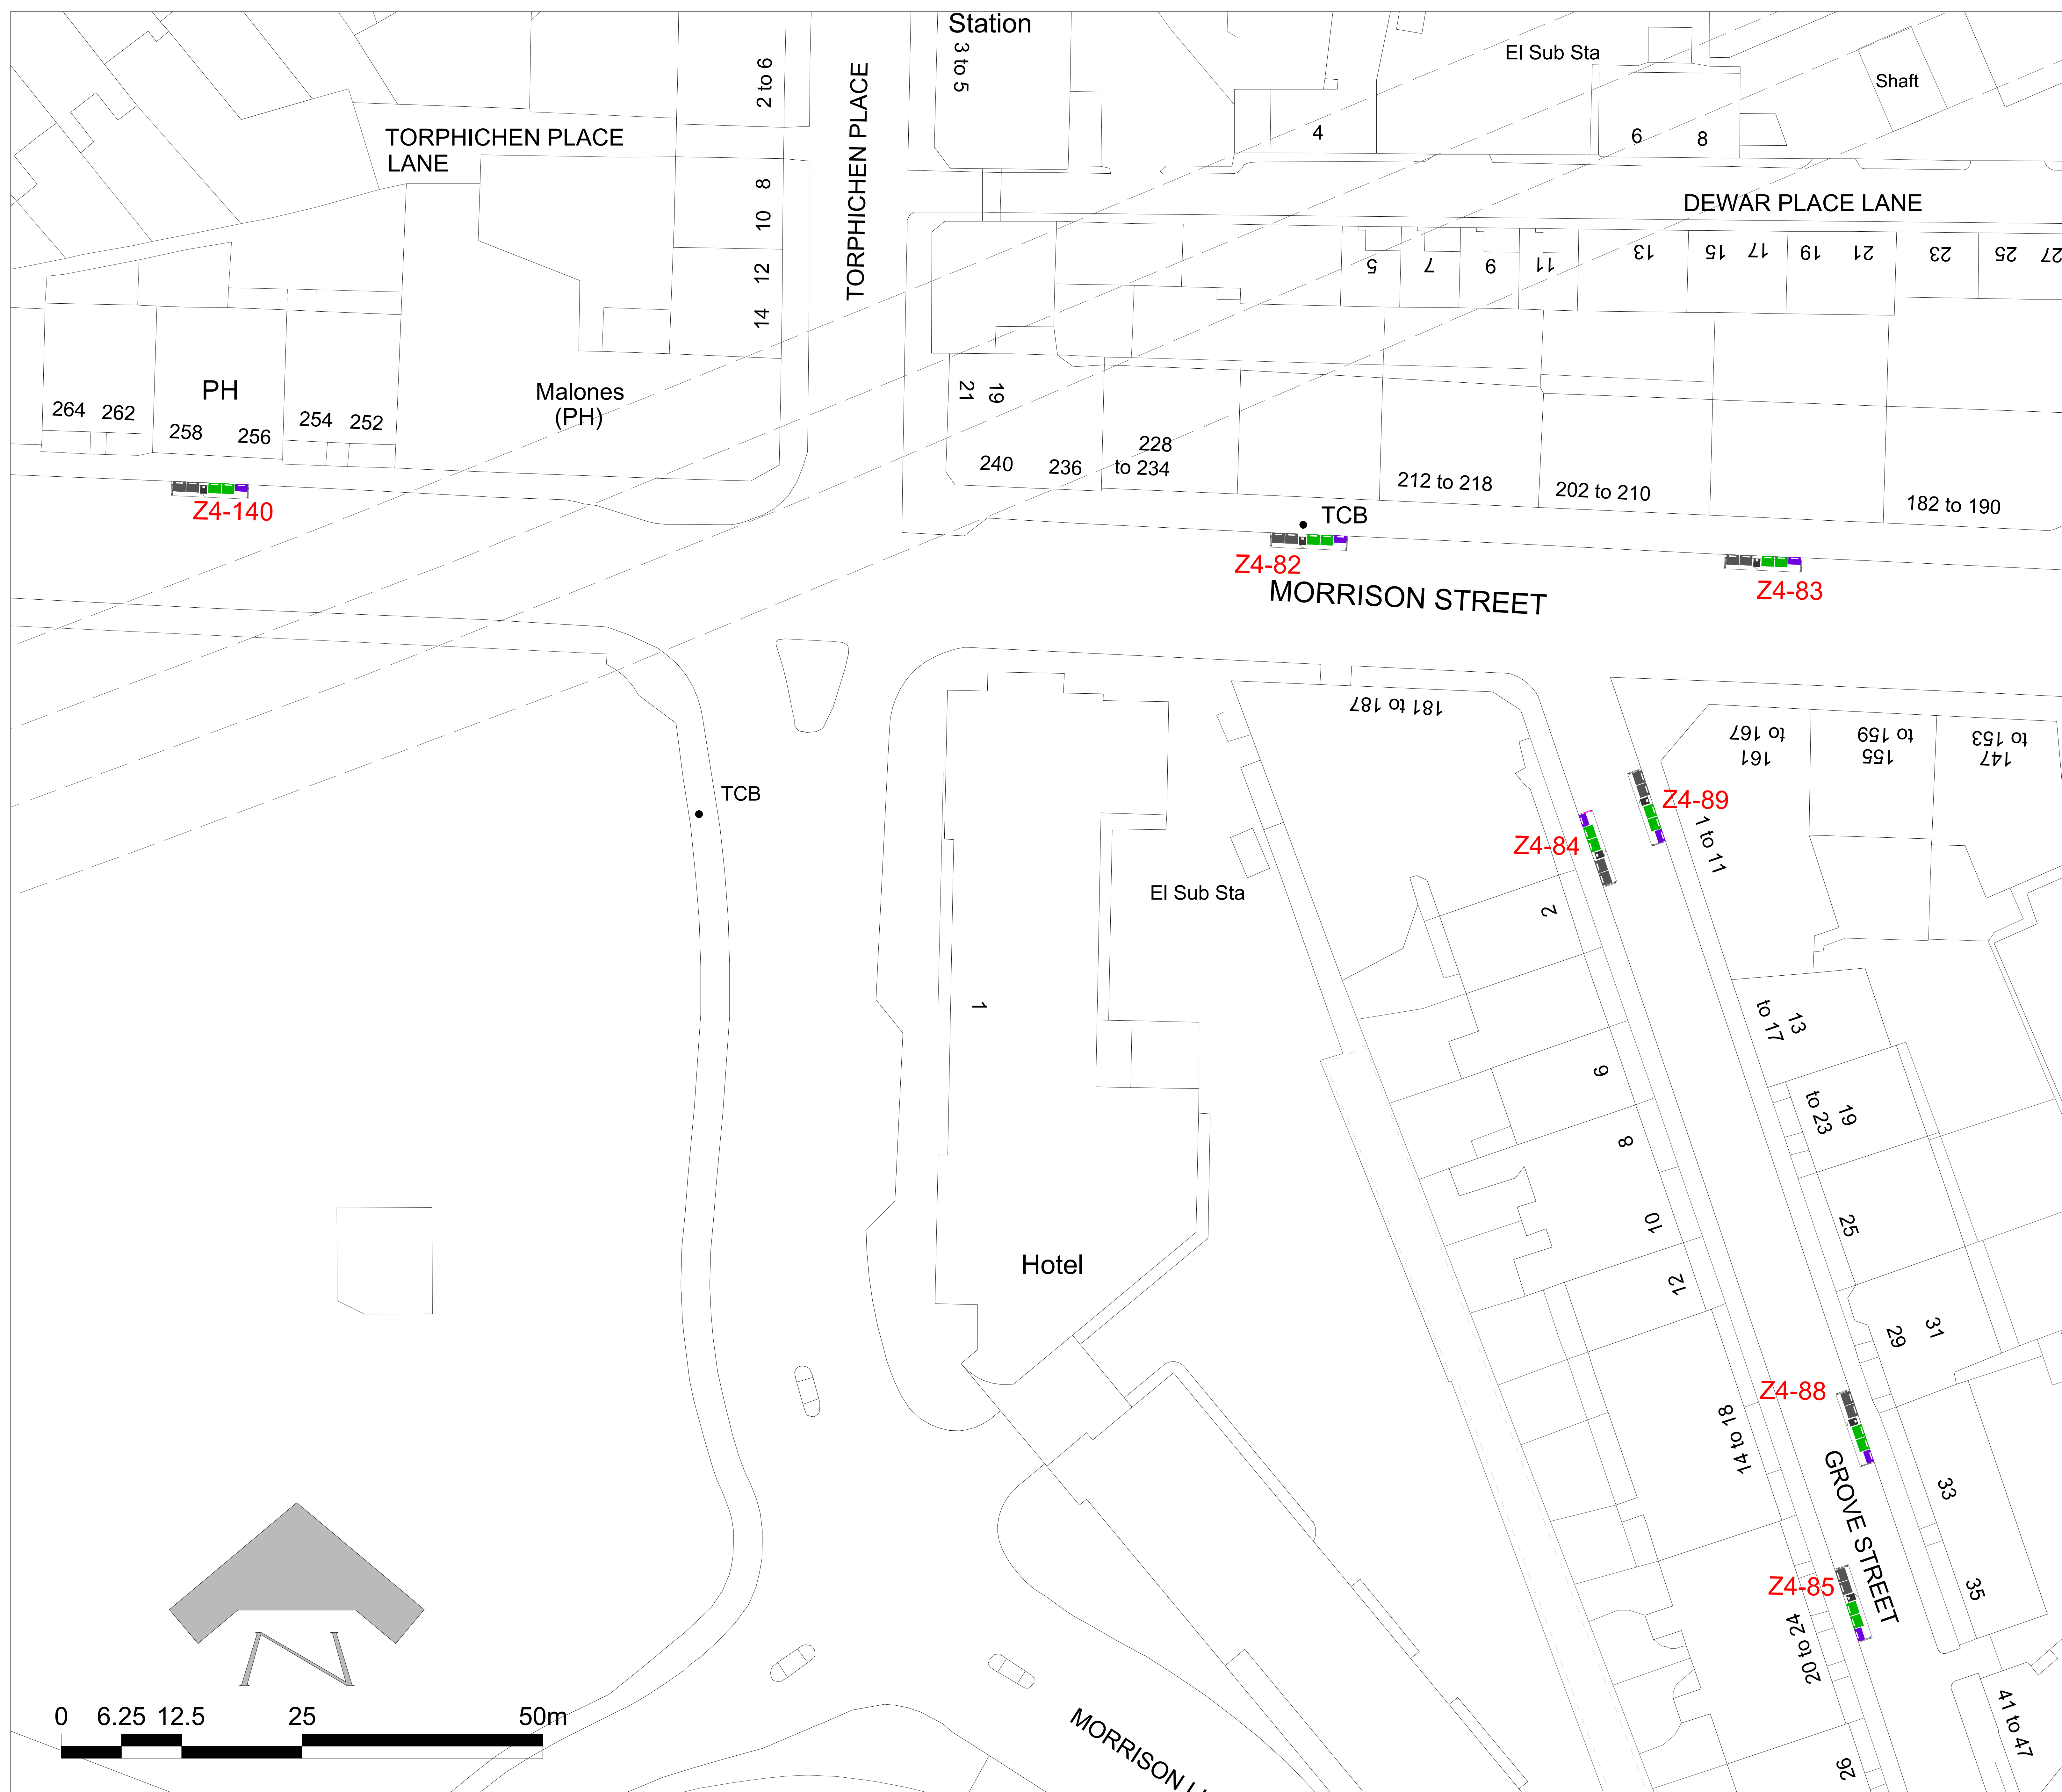 Station
3 to 5
2 to 6
TORPHICHEN PLACE
El Sub Sta
Shaft
4
6
8
TORPHICHEN PLACE
LANE
8
10
12
14
DEWAR PLACE LANE
5
7
9
11
13
15
17
19
21
23
25
27
264
262
PH
258
256
254
252
Malones
(PH)
21
19
240
236
228
to 234
212 to 218
202 to 210
182 to 190
Z4-140
TCB
Z4-82
Z4-83
MORRISON STREET
181 to 187
161
to 167
155
to 159
147
to 153
TCB
Z4-89
Z4-84
1 to 11
El Sub Sta
2
1
13
to 17
6
19
to 23
8
10
25
12
Hotel
29
31
Z4-88
14 to 18
33
GROVE STREET
Z4-85
35
20 to 24
41 to 47
26
MORRISON
N
0
6.25
12.5
25
50m